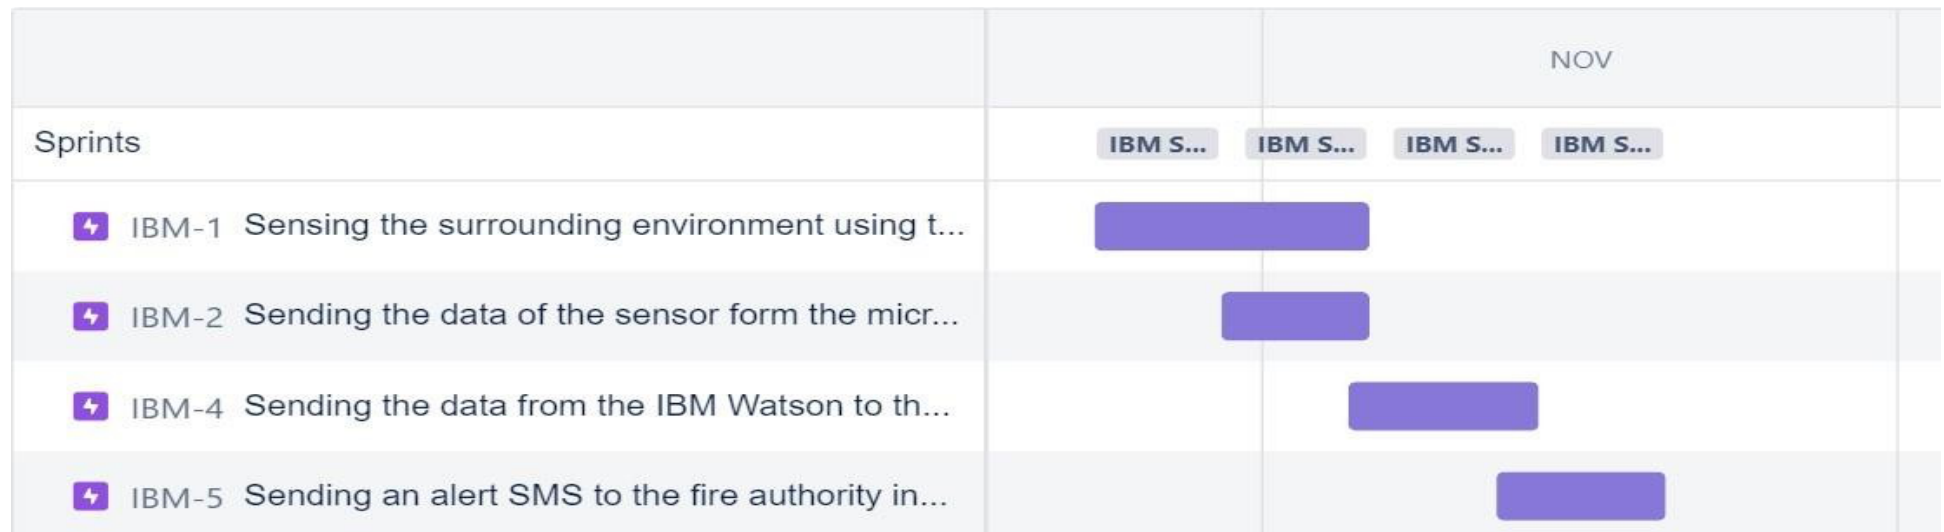 NOV
Sprints IBM S... IBM S... IBM S... IBM S...
IBM-1 Sensing the surrounding environment using t...
IBM-2 Sending the data of the sensor form the micr...
IBM-4 Sending the data from the IBM Watson to th...
IBM-5 Sending an alert SMS to the fire authority in...